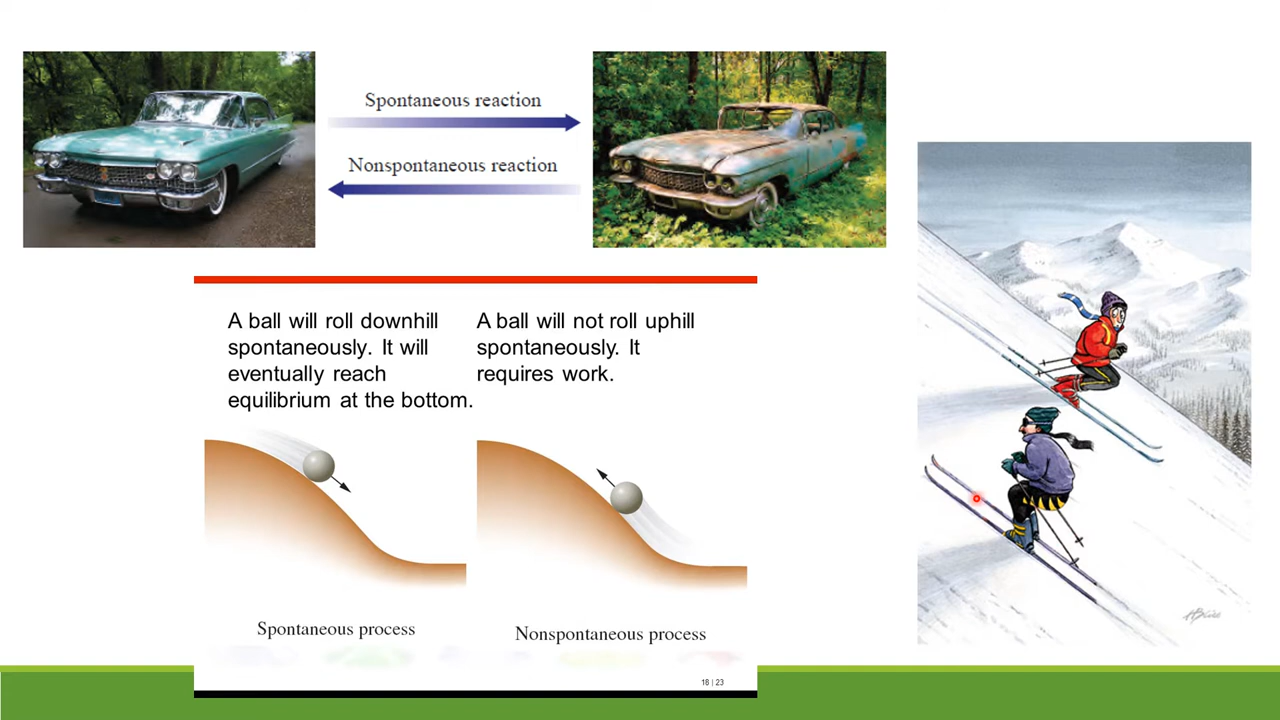 Spontaneous reaction
Nonspontaneous reaction
A ball will roll downhill
spontaneously. It will
eventually reach
equilibrium at the bottom.
A ball will not roll uphill
spontaneously. It
requires work.
Spontaneous process
Nonspontaneous process
18 | 23